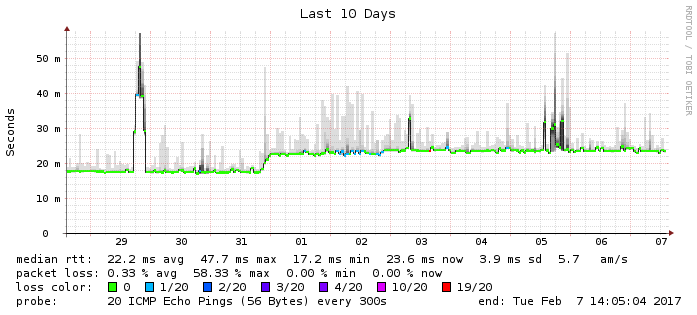 Last 10 Days
RRDTOOL / TOBI OETIKER
Seconds
50 m
40 m
30 m
20 m
10 m
0
29 30 31 01 02 03 04 05 06 07
median rtt: 22.2 ms avg 47.7 ms max 17.2 ms min 23.6 ms now 3.9 ms sd 5.7 am/s
packet loss: 0.33 % avg 58.33 % max 0.00 % min 0.00 % now
loss color: 0 1/20 2/20 3/20 4/20 10/20 19/20
probe: 20 ICMP Echo Pings (56 Bytes) every 300s end: Tue Feb 7 14:05:04 2017